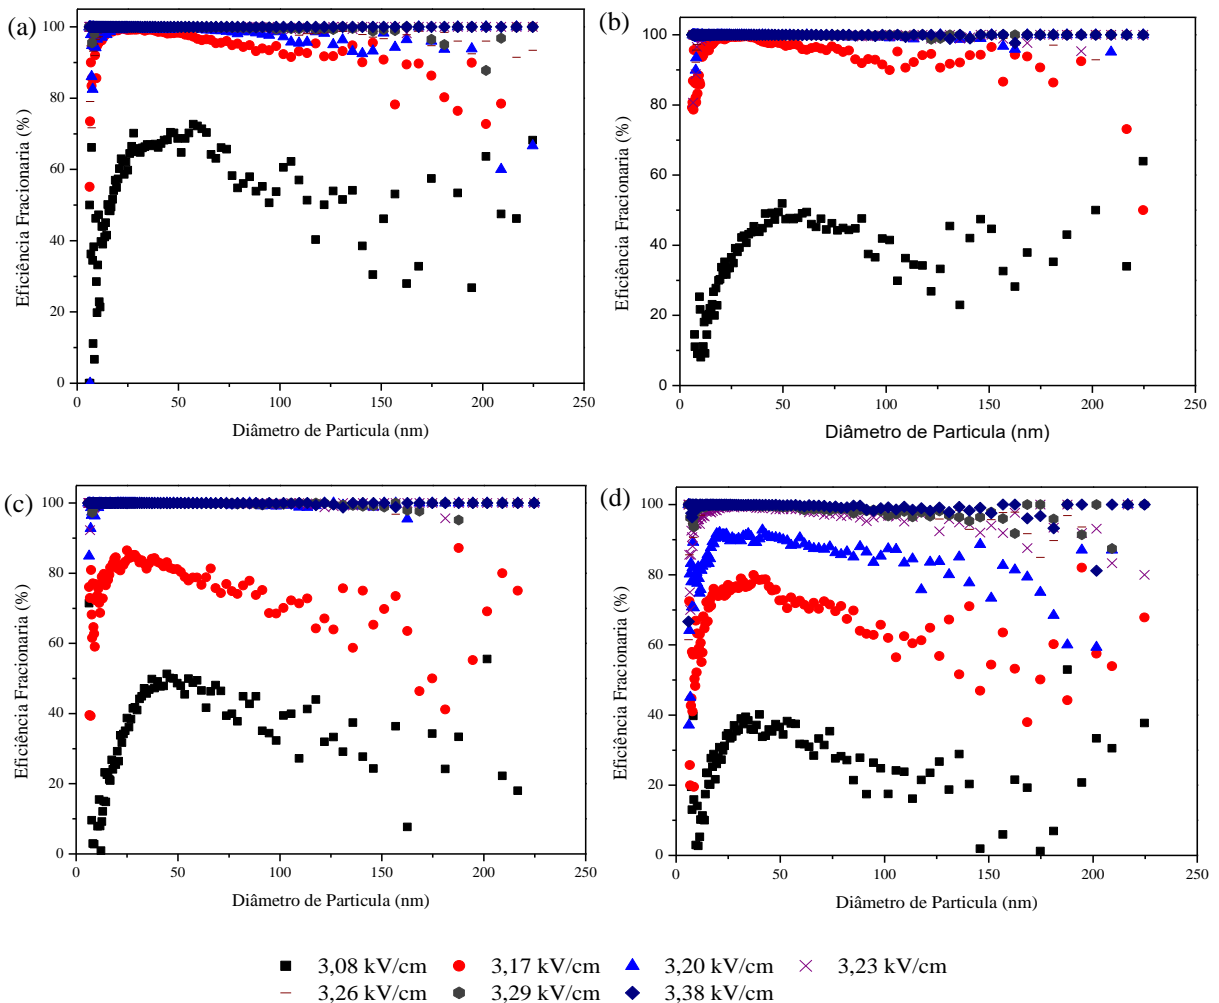 (a)
Eficiência Fracionaria (%)
100
80
60
40
20
0
0 50 100 150 200 250
Diâmetro de Particula (nm)
(b)
Eficiência Fracionaria (%)
100
80
60
40
20
0
0 50 100 150 200 250
Diâmetro de Particula (nm)
(c)
Eficiência Fracionaria (%)
100
80
60
40
20
0
0 50 100 150 200 250
Diâmetro de Particula (nm)
(d)
Eficiência Fracionaria (%)
100
80
60
40
20
0
0 50 100 150 200 250
Diâmetro de Particula (nm)
3,08 kV/cm 3,17 kV/cm 3,20 kV/cm 3,23 kV/cm
3,26 kV/cm 3,29 kV/cm 3,38 kV/cm